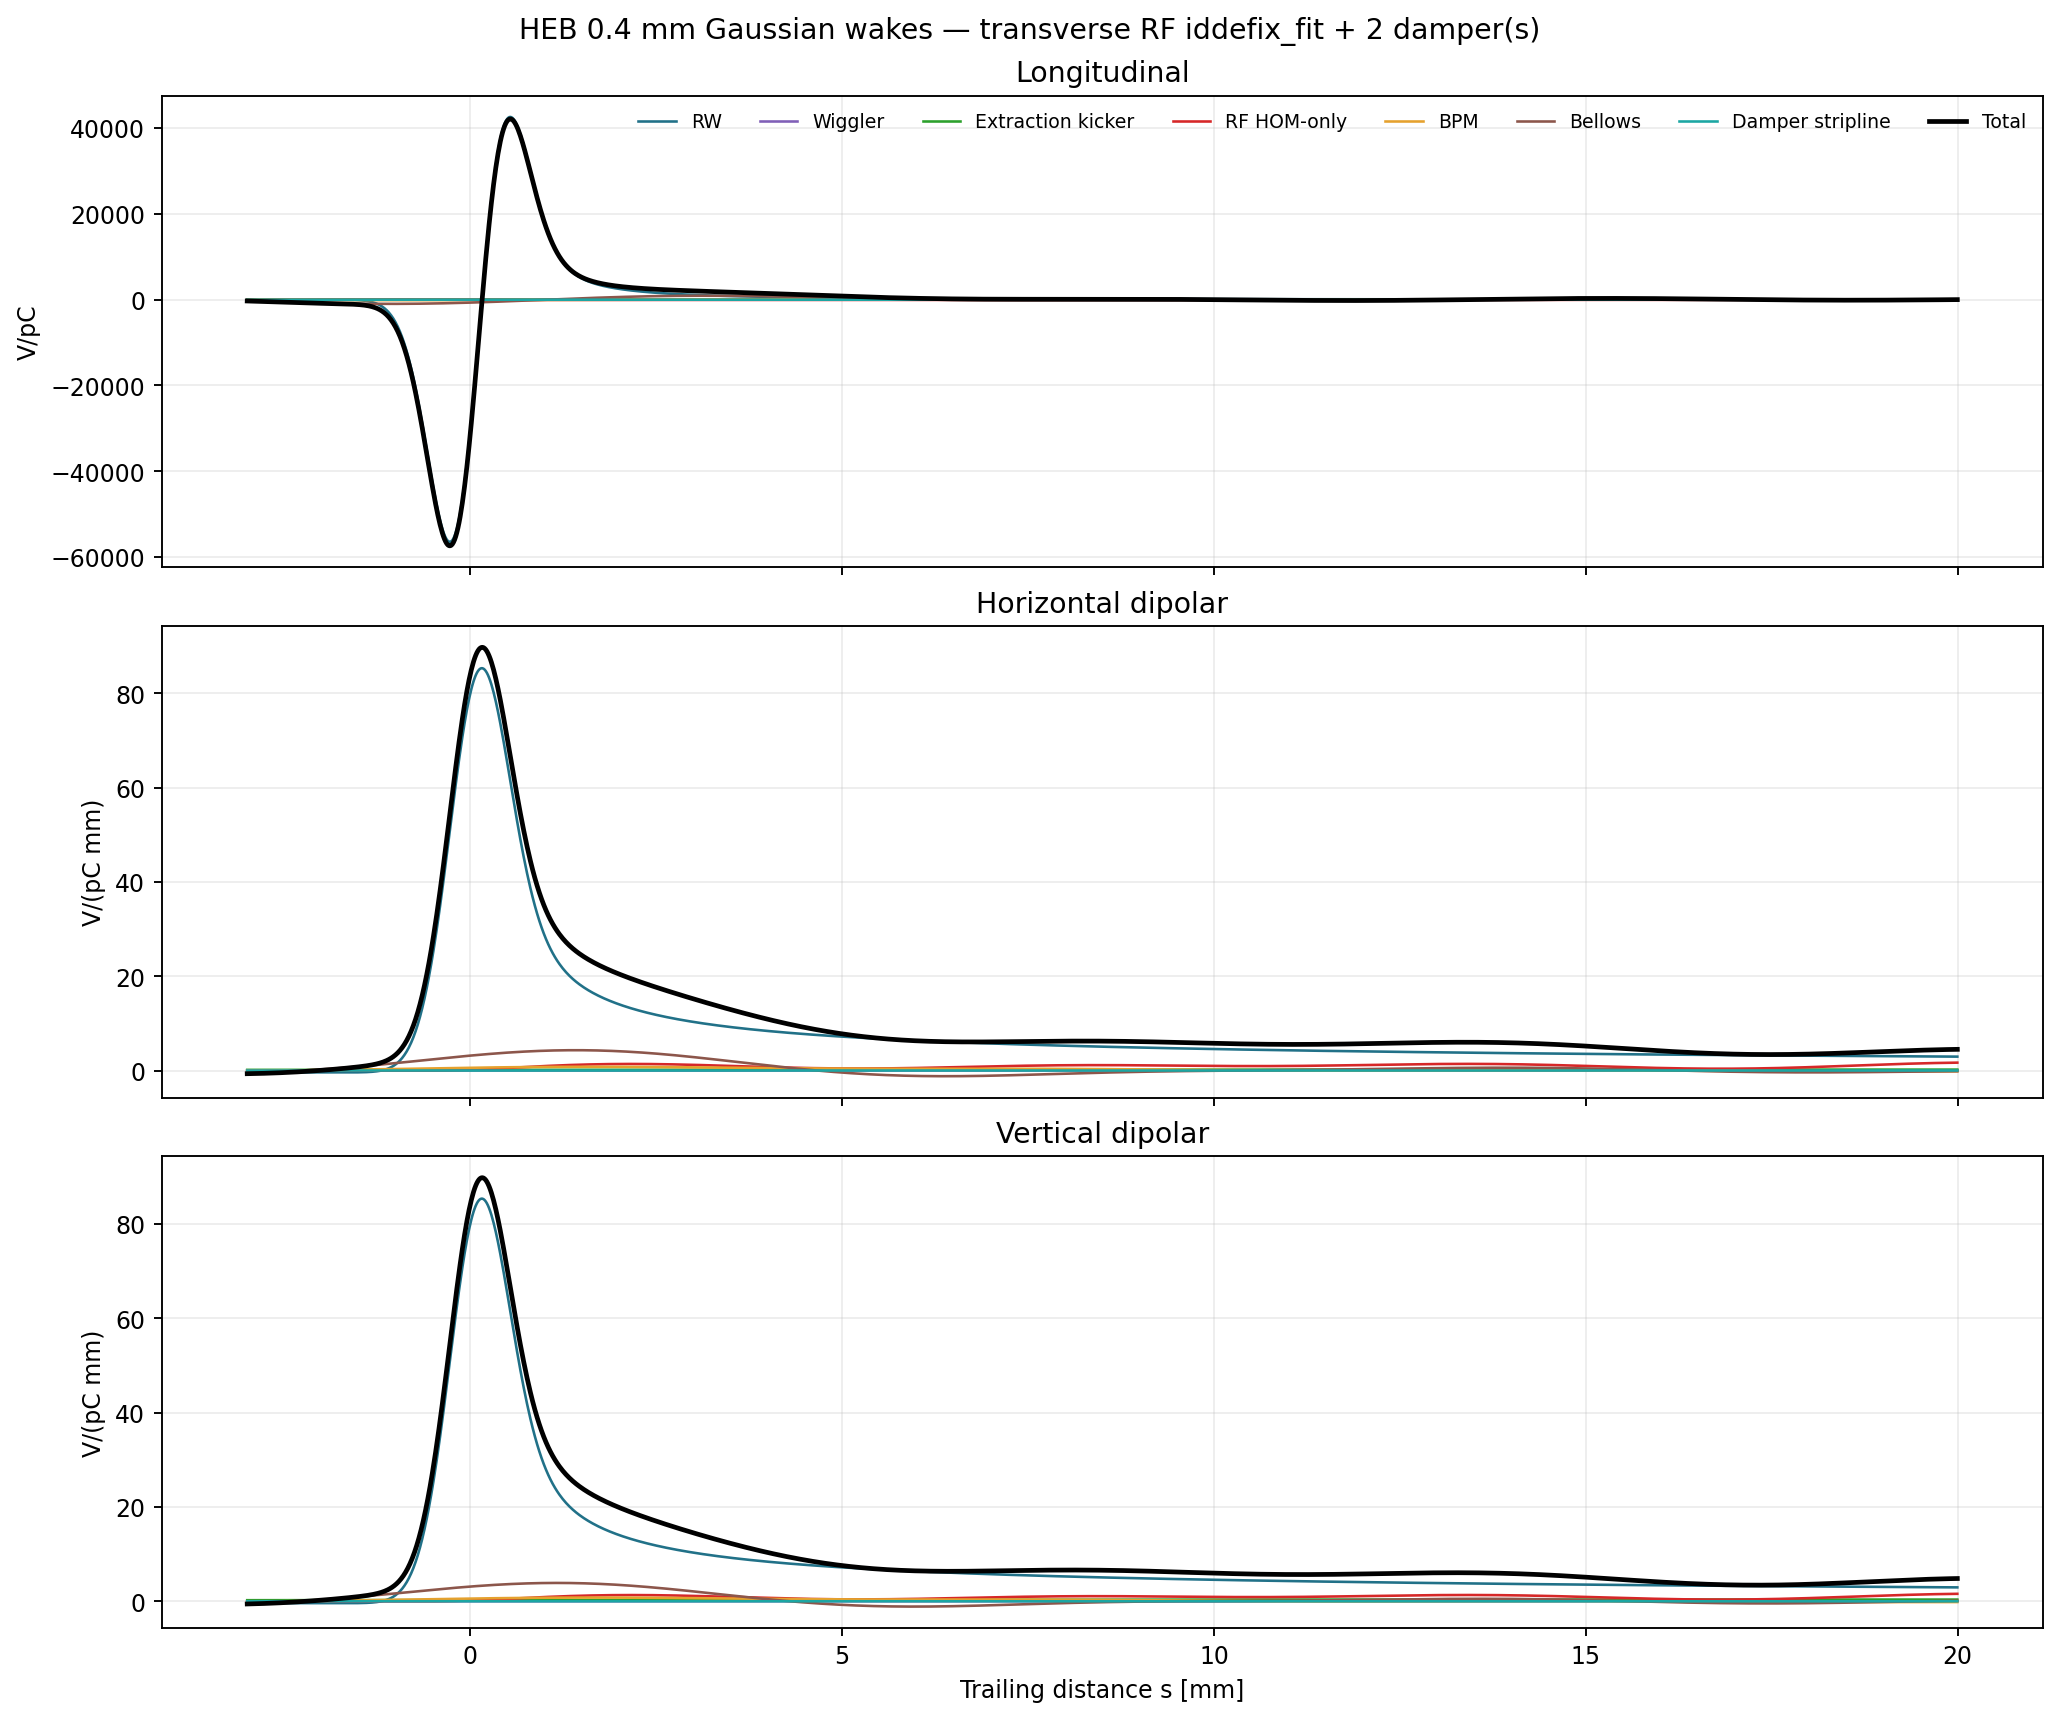 HEB 0.4 mm Gaussian wakes — transverse RF iddefix_fit + 2 damper(s)
Longitudinal
RW Wiggler Extraction kicker RF HOM-only BPM Bellows Damper stripline Total
40000
20000
0
−20000
−40000
−60000
V/pC
Horizontal dipolar
80
60
40
20
0
V/(pC mm)
Vertical dipolar
80
60
40
20
0
V/(pC mm)
0 5 10 15 20
Trailing distance s [mm]